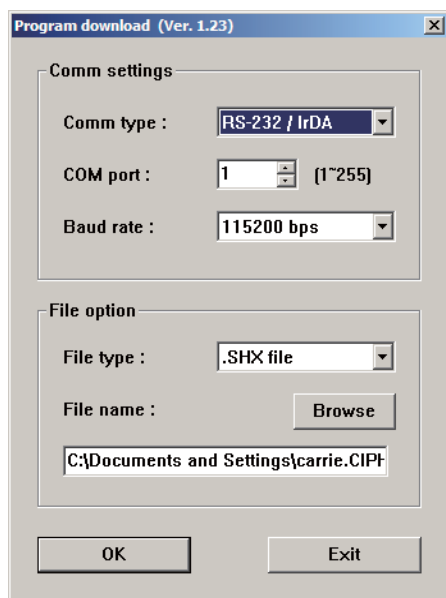 Program download (Ver. 1.23)
Comm settings
Comm type :
RS-232 / IrDA
COM port :
1
(1~255)
Baud rate :
115200 bps
File option
File type :
.SHX file
File name :
Browse
C:\Documents and Settings\carrie.CIPH
OK
Exit